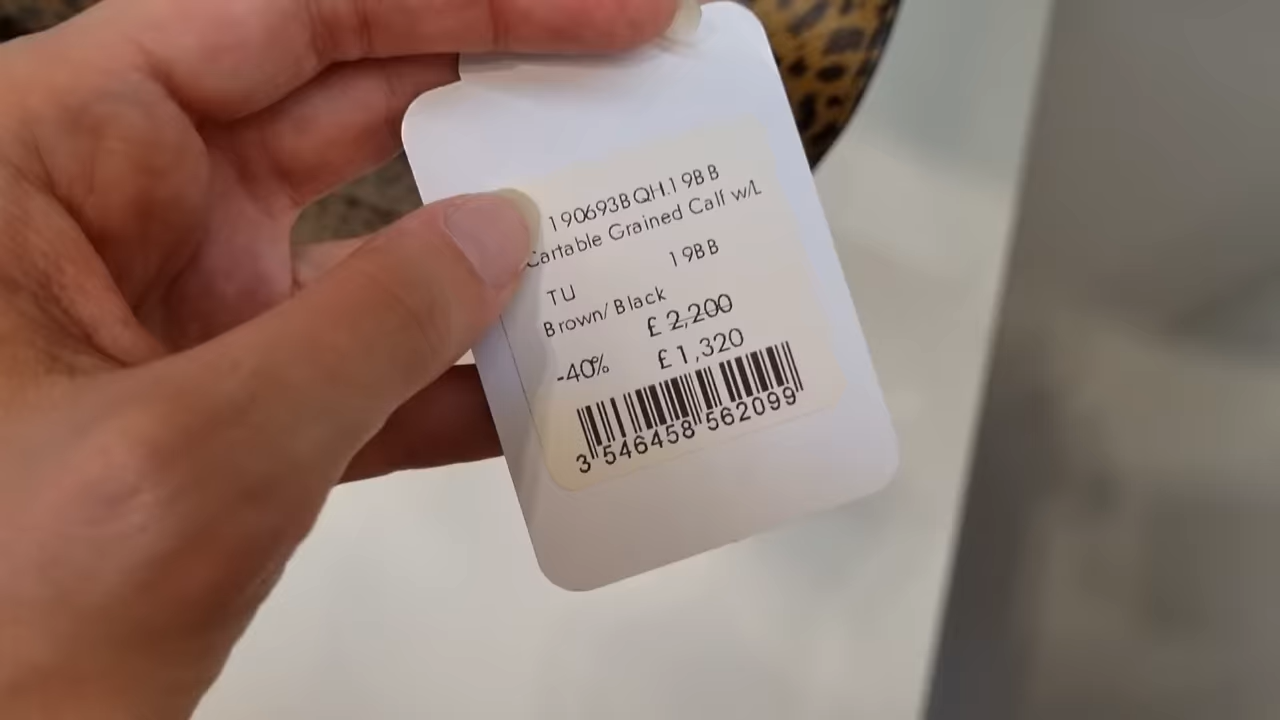 190693BQH.19BB
Cartable Grained Calf w/L
19BB
TU
Brown/Black
£ 2,200
-40% £1,320
3 546458 562099